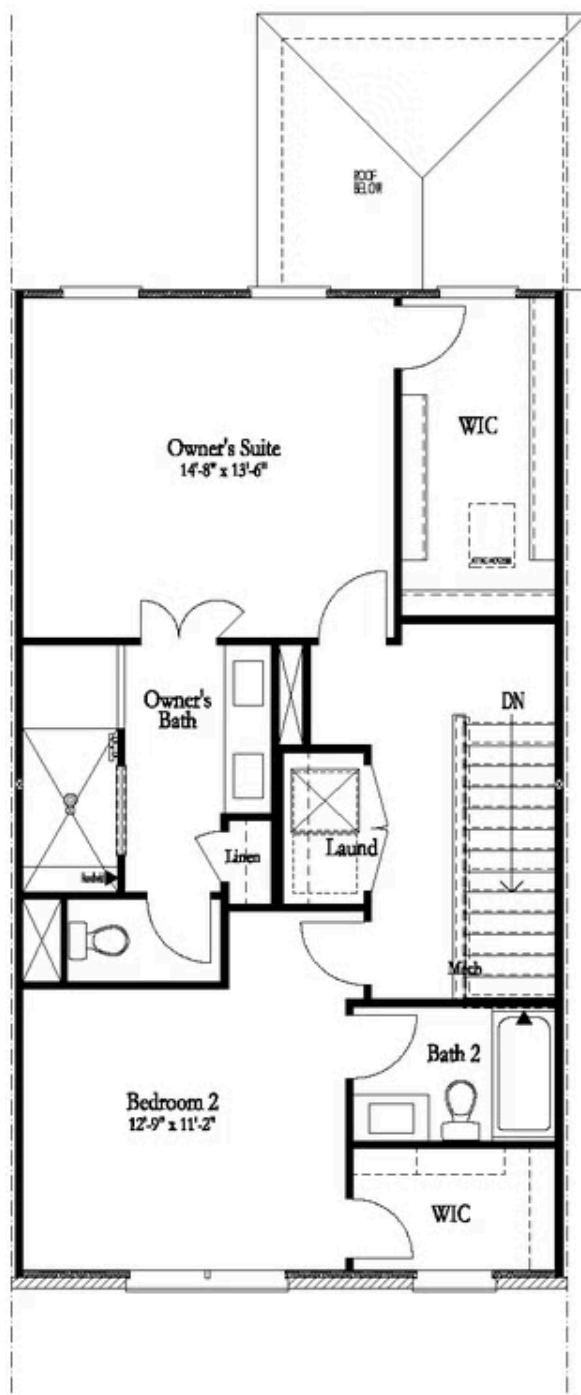 ROOF
BELOW
WIC
Owner's Suite
14'-8" x 13'-6"
Owner's
Bath
DN
Linen
Laund
Mech
Bath 2
Bedroom 2
12'-9" x 11'-2"
WIC